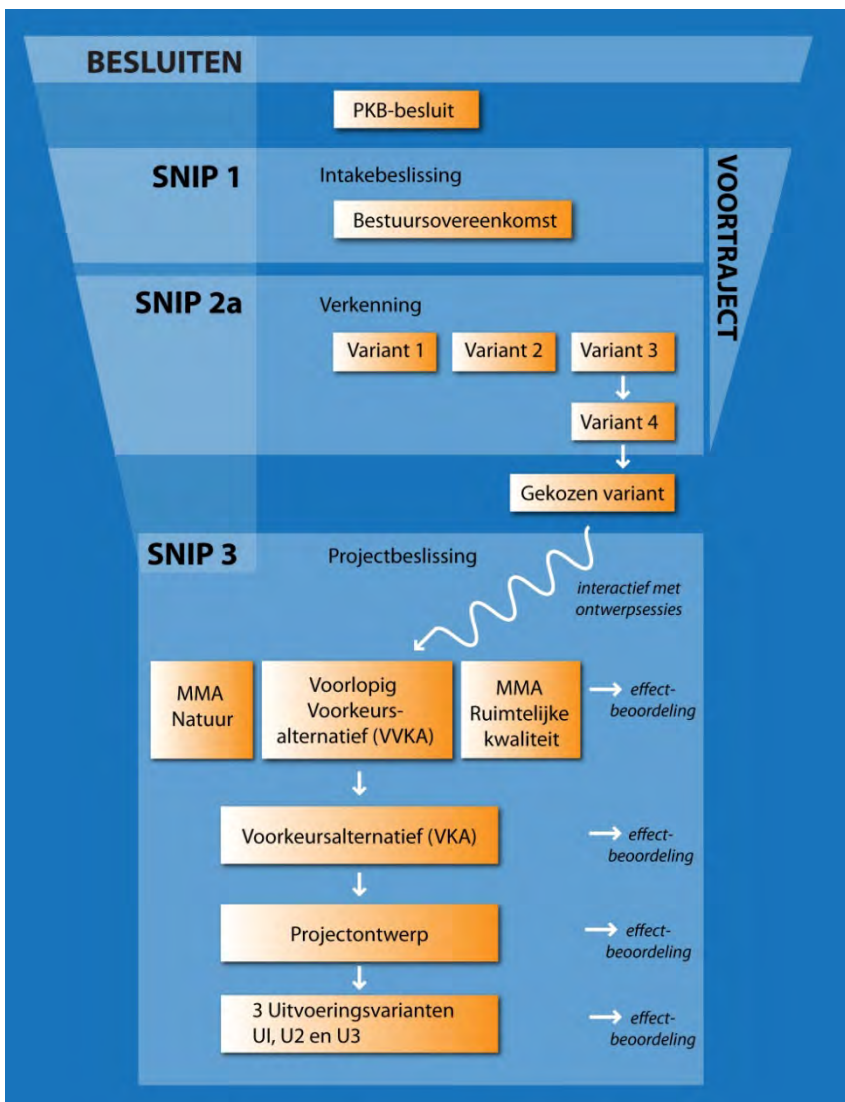 BESLUITEN
PKB-besluit
SNIP 1
Intakebeslissing
Bestuursovereenkomst
VOORTRAJECT
SNIP 2a
Verkenning
Variant 1
Variant 2
Variant 3
Variant 4
Gekozen variant
SNIP 3
Projectbeslissing
interactief met
ontwerpsessies
MMA
Natuur
Voorlopig
Voorkeurs-
alternatief (VVKA)
MMA
Ruimtelijke
kwaliteit
effect-
beoordeling
Voorkeursalternatief (VKA)
effect-
beoordeling
Projectontwerp
effect-
beoordeling
3 Uitvoeringsvarianten
UI, U2 en U3
effect-
beoordeling